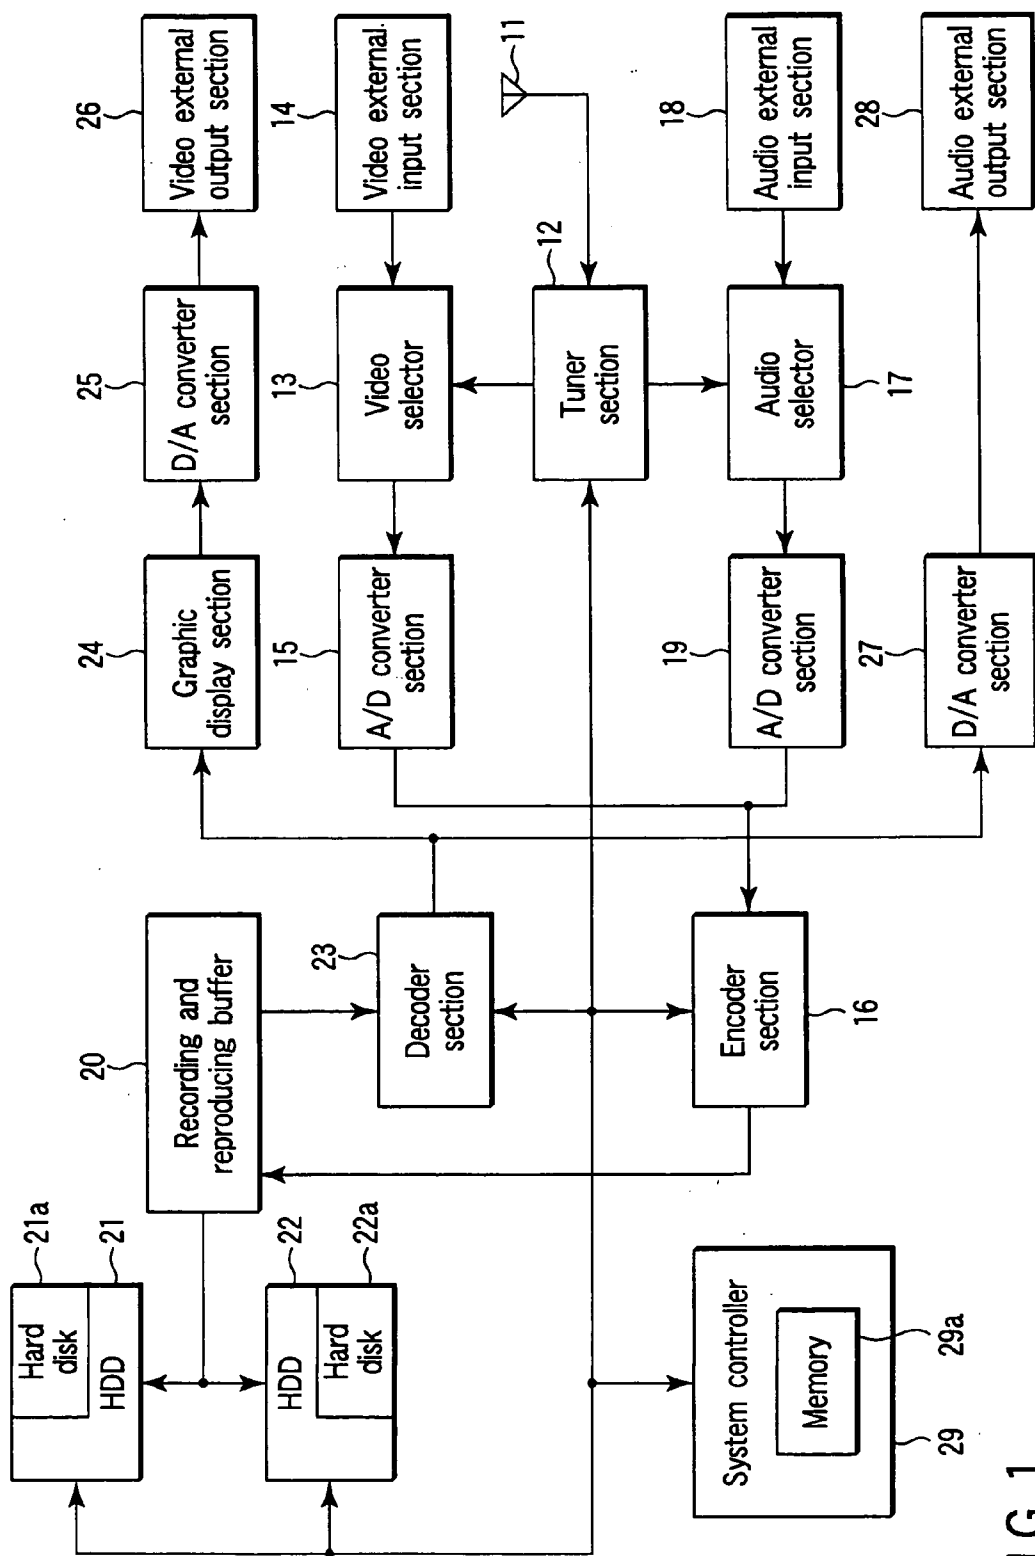 21a
Hard
disk
21
HDD
22
HDD
22a
Hard
disk
20
Recording and
reproducing buffer
24
Graphic
display section
25
D/A converter
section
26
Video external
output section
15
A/D converter
section
13
Video
selector
14
Video external
input section
23
Decoder
section
12
Tuner
section
11
16
Encoder
section
19
A/D converter
section
17
Audio
selector
18
Audio external
input section
27
D/A converter
section
28
Audio external
output section
System controller
Memory
29a
29